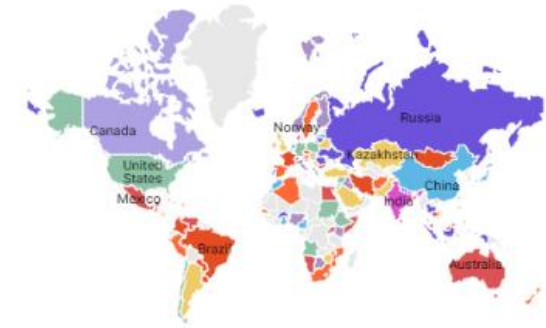 Canada
United
States
Mexico
Brazil
Norway
Russia
Kazakhstan
China
India
Australia